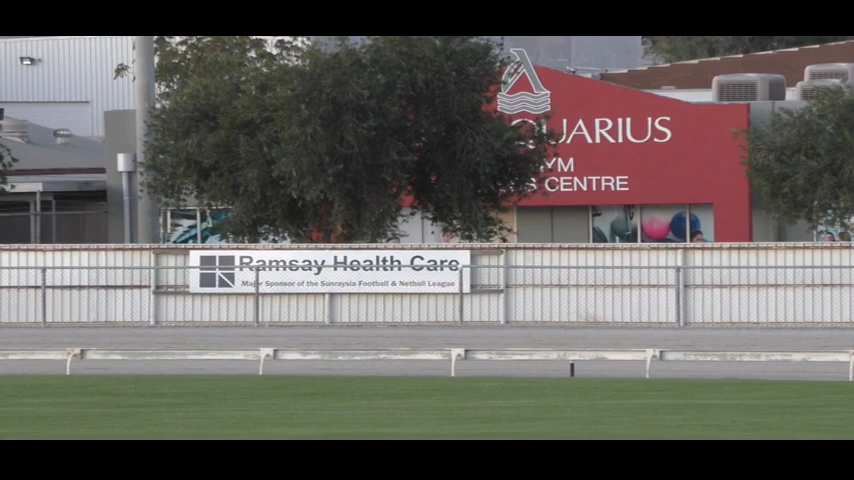 QUARIUS
YM
CENTRE
Ramsay Health Care
Major Sponsor of the Sunraysia Football & Netball League